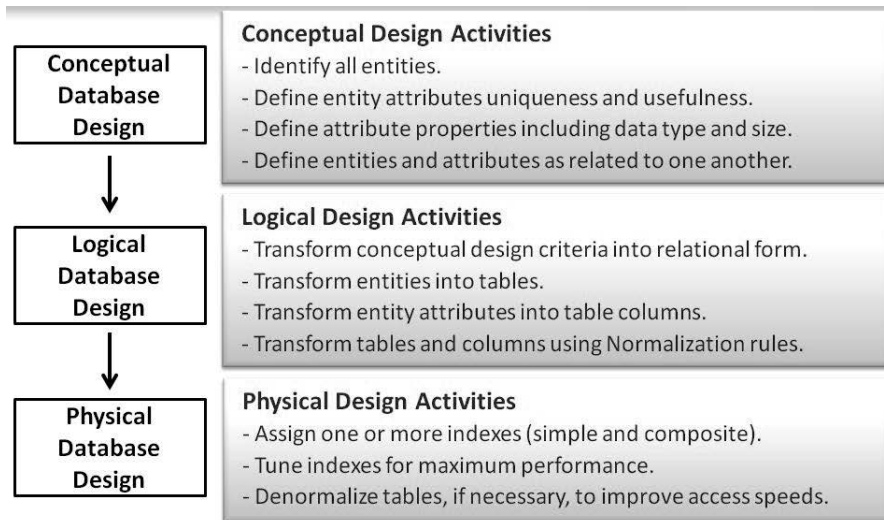 Conceptual
Database
Design
Conceptual Design Activities
- Identify all entities.
- Define entity attributes uniqueness and usefulness.
- Define attribute properties including data type and size.
- Define entities and attributes as related to one another.
Logical
Database
Design
Logical Design Activities
- Transform conceptual design criteria into relational form.
- Transform entities into tables.
- Transform entity attributes into table columns.
- Transform tables and columns using Normalization rules.
Physical
Database
Design
Physical Design Activities
- Assign one or more indexes (simple and composite).
- Tune indexes for maximum performance.
- Denormalize tables, if necessary, to improve access speeds.